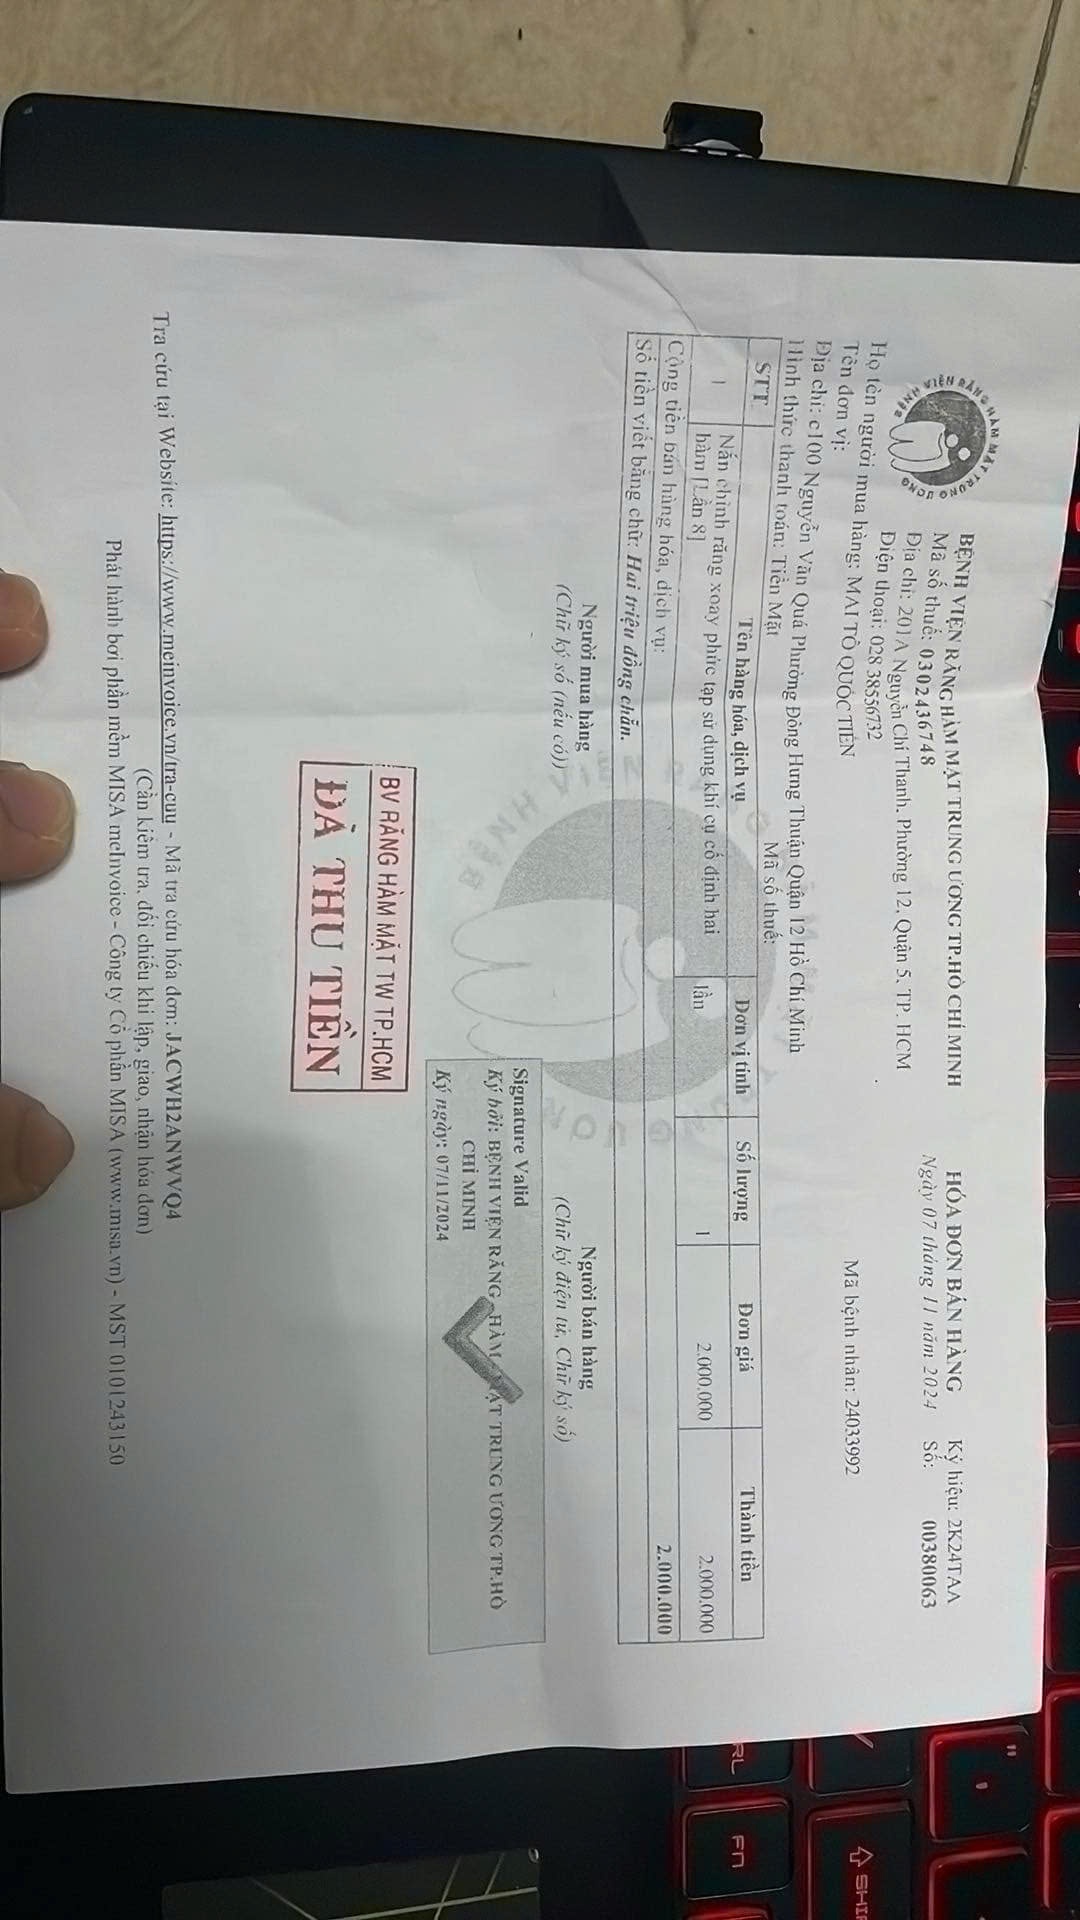 BỆNH VIỆN RĂNG HÀM MẶT TRUNG ƯƠNG
BỆNH VIỆN RĂNG HÀM MẶT TRUNG ƯƠNG TP.HỒ CHÍ MINH
Mã số thuế: 0302436748
Địa chỉ: 201A Nguyễn Chí Thanh, Phường 12, Quận 5, TP. HCM
Điện thoại: 028 38556732
HÓA ĐƠN BÁN HÀNG
Ngày 07 tháng 11 năm 2024
Ký hiệu: 2K24TAA
Số: 00380063
Họ tên người mua hàng: MAI TÔ QUỐC TIẾN
Mã bệnh nhân: 24033992
Tên đơn vị:
Địa chỉ: c100 Nguyễn Văn Quá Phường Đông Hưng Thuận Quận 12 Hồ Chí Minh
Hình thức thanh toán: Tiền Mặt
Mã số thuế:
STT Tên hàng hóa, dịch vụ Đơn vị tính Số lượng Đơn giá Thành tiền
1 Nắn chỉnh răng xoay phức tạp sử dụng khí cụ cố định hai lần 1 2.000.000 2.000.000
hàm [Lần 8]
Cộng tiền bán hàng hóa, dịch vụ: 2.000.000
Số tiền viết bằng chữ: Hai triệu đồng chẵn.
Người mua hàng
(Chữ ký số (nếu có))
Người bán hàng
(Chữ ký điện tử, Chữ ký số)
Signature Valid
Ký bởi: BỆNH VIỆN RĂNG HÀM MẶT TRUNG ƯƠNG TP.HỒ
CHÍ MINH
Ký ngày: 07/11/2024
BV RĂNG HÀM MẶT TW TP.HCM
ĐÃ THU TIỀN
Tra cứu tại Website: https://www.meinvoice.vn/tra-cuu - Mã tra cứu hóa đơn: JACWH2ANWVQ4
(Cần kiểm tra, đối chiếu khi lập, giao, nhận hóa đơn)
Phát hành bởi phần mềm MISA meInvoice - Công ty Cổ phần MISA (www.misa.vn) - MST 0101243150
FN
SHIF
RL